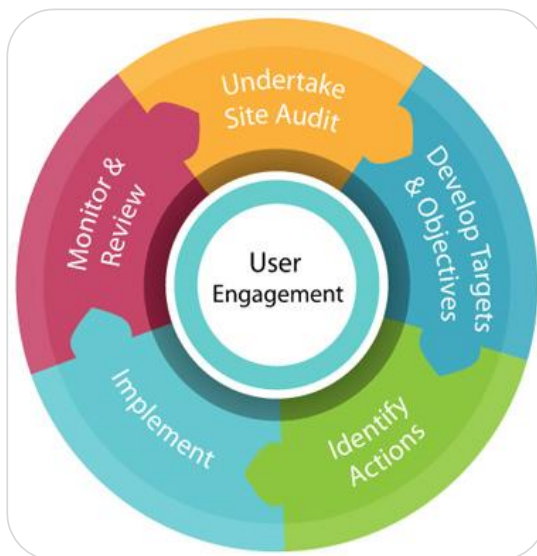 Undertake
Site Audit
Develop Targets
& Objectives
Identify
Actions
Implement
Monitor &
Review
User
Engagement